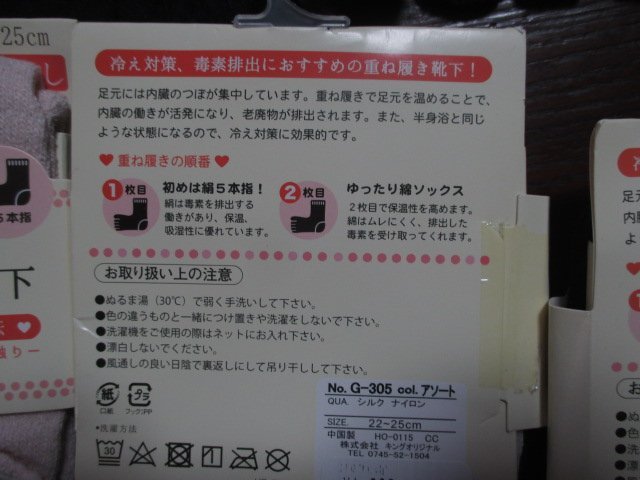 25cm
冷え対策、毒素排出におすすめの重ね履き靴下！
足元には内臓のつぼが集中しています。重ね履きで足元を温めることで、
内臓の働きが活発になり、老廃物が排出されます。また、半身浴と同じ
ような状態になるので、冷え対策に効果的です。
♥ 重ね履きの順番 ♥
1枚目
初めは絹５本指！
絹は毒素を排出する
働きがあり、保温、
吸湿性に優れています。
2枚目
ゆったり綿ソックス
２枚目で保温性を高めます。
綿はムレにくく、排出した
毒素を受け取ってくれます。
お取り扱い上の注意
●ぬるま湯（30℃）で弱く手洗いして下さい。
●色の違うものと一緒につけ置きや洗濯をしないで下さい。
●洗濯機をご使用の際はネットにお入れ下さい。
●漂白しないでください。
●風通しの良い日陰で裏返しにして吊り干しして下さい。
紙
口紙
プラ
フック:PP
*洗濯方法
30
No. G-305 col. アソート
QUA. シルク ナイロン
SIZE. 22~25cm
中国製 HO-0115 CC
株式会社 キングオリジナル
TEL 0745-52-1504
5本指
下